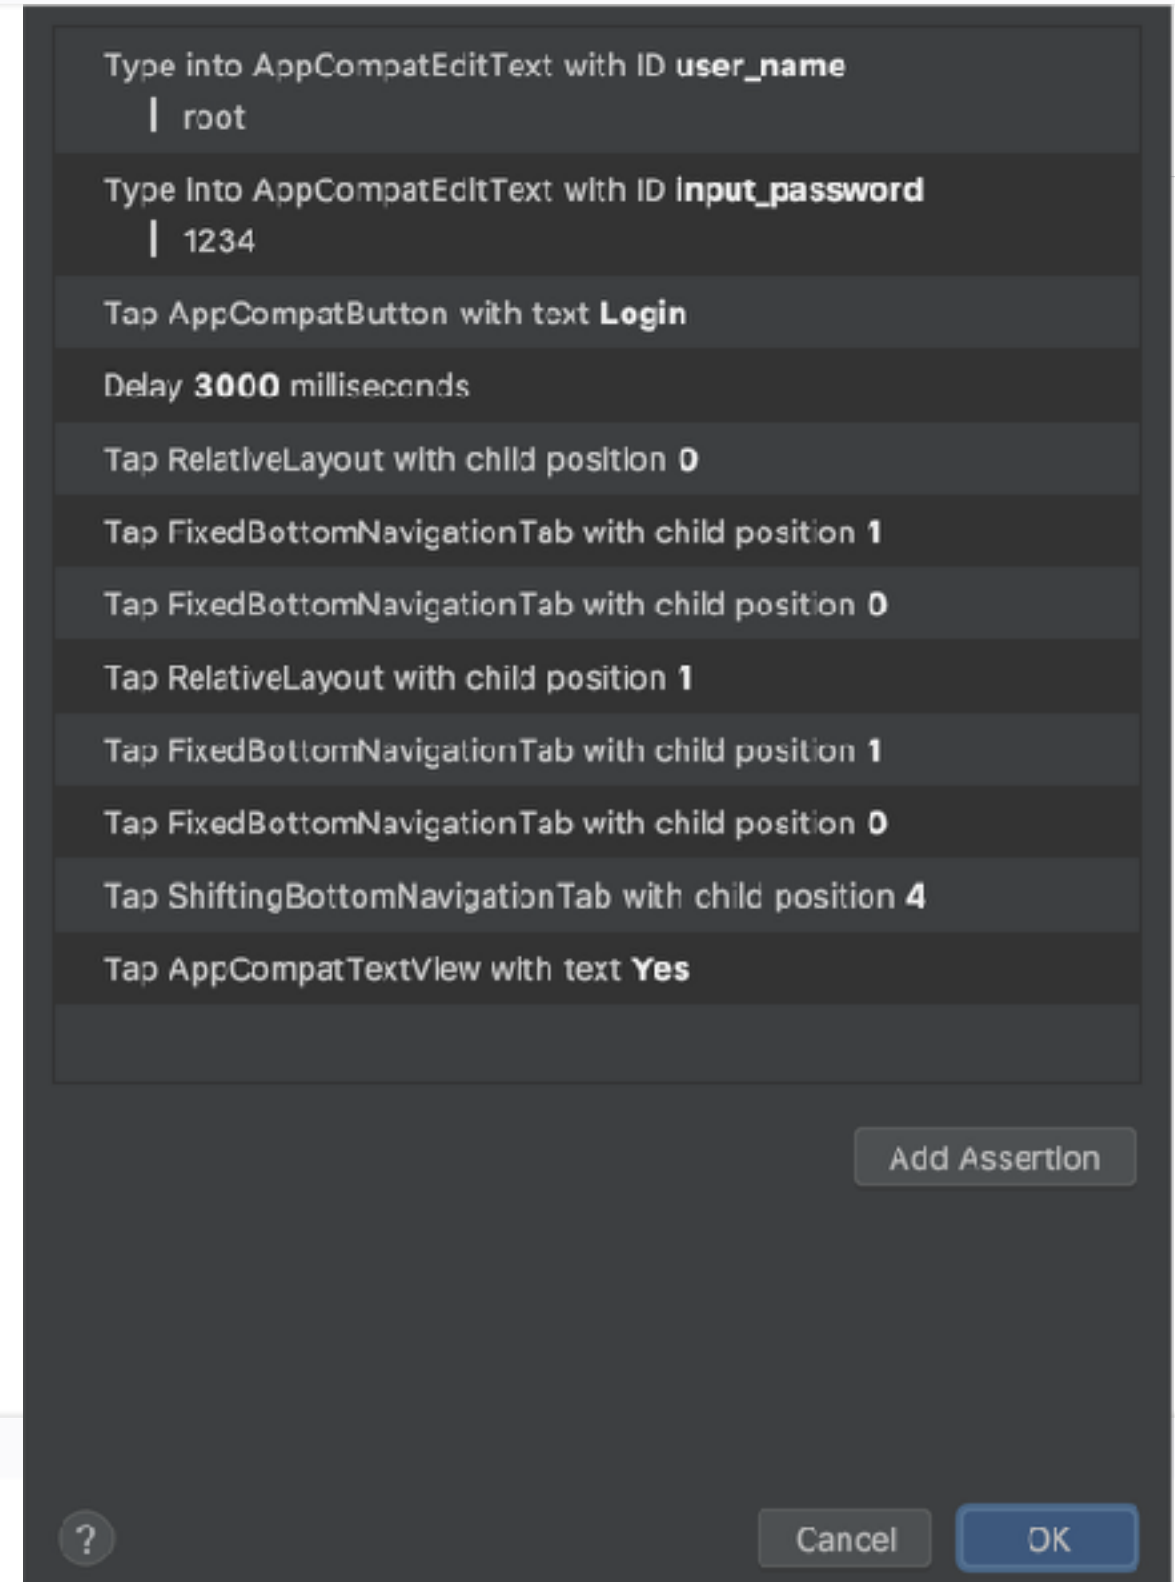 Type into AppCompatEditText with ID user_name
root
Type into AppCompatEditText with ID input_password
1234
Tap AppCompatButton with text Login
Delay 3000 milliseconds
Tap RelativeLayout with child position 0
Tap FixedBottomNavigationTab with child position 1
Tap FixedBottomNavigationTab with child position 0
Tap RelativeLayout with child position 1
Tap FixedBottomNavigationTab with child position 1
Tap FixedBottomNavigationTab with child position 0
Tap ShiftingBottomNavigationTab with child position 4
Tap AppCompatTextView with text Yes
Add Assertion
?
Cancel
OK